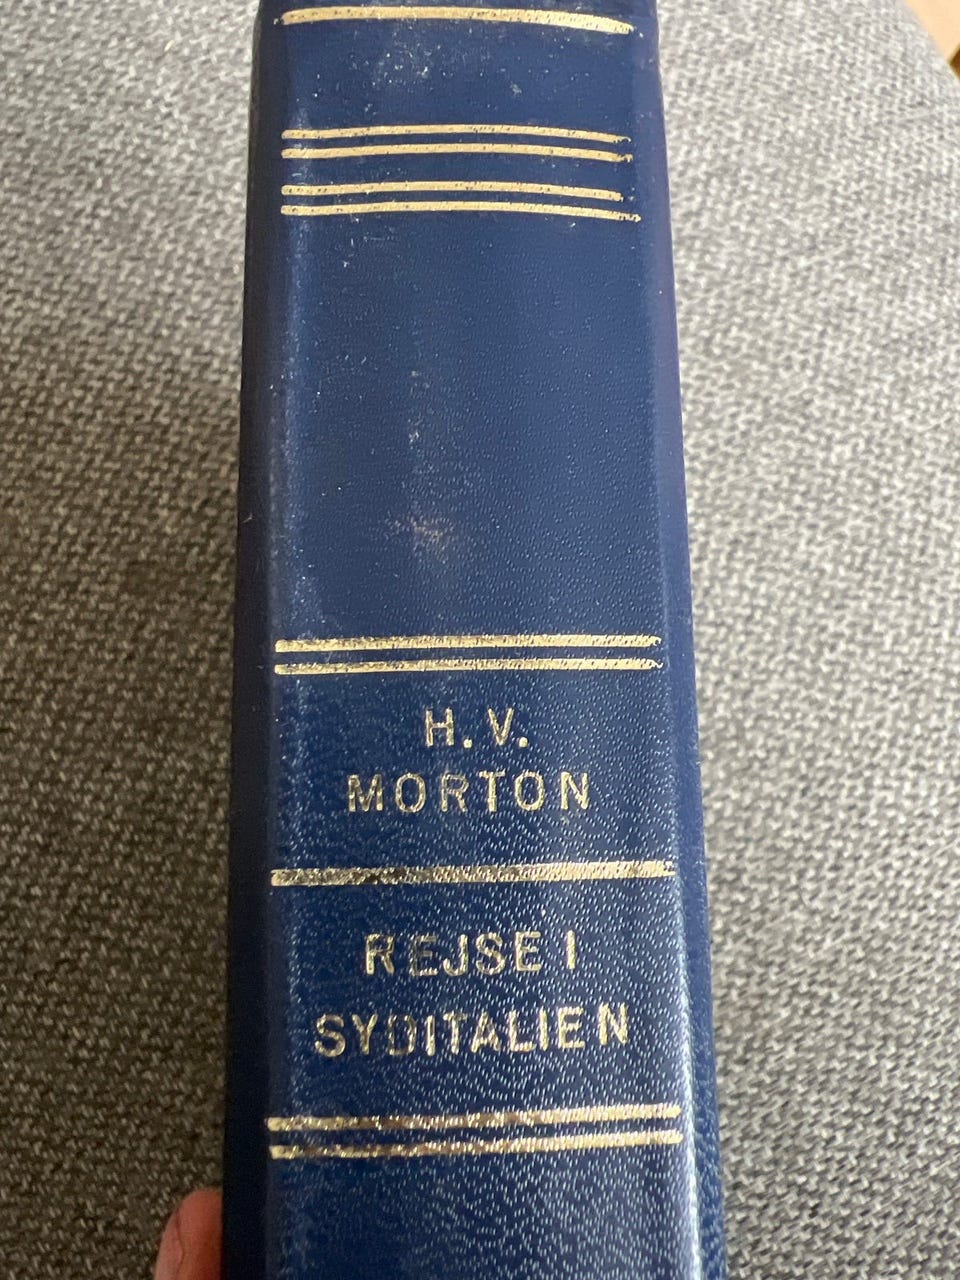 H. V.
MORTON
REJSE I
SYDITALIEN